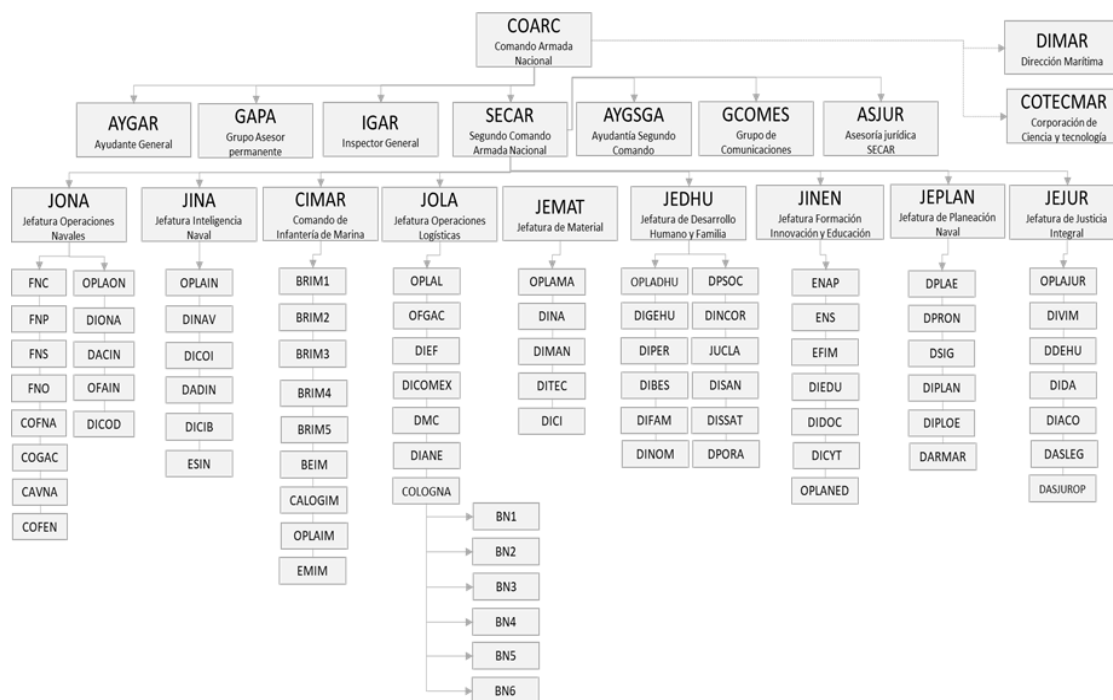 COARC
Comando Armada
Nacional
DIMAR
Dirección Marítima
COTECMAR
Corporación de
Ciencia y tecnología
AYGAR
Ayudante General
GAPA
Grupo Asesor
permanente
IGAR
Inspector General
SECAR
Segundo Comando
Armada Nacional
AYGSGA
Ayudantía Segundo
Comando
GCOMES
Grupo de
Comunicaciones
ASJUR
Asesoría jurídica
SECAR
JONA
Jefatura Operaciones
Navales
JINA
Jefatura Inteligencia
Naval
CIMAR
Comando de
Infantería de Marina
JOLA
Jefatura Operaciones
Logísticas
JEMAT
Jefatura de Material
JEDHU
Jefatura de Desarrollo
Humano y Familia
JINEN
Jefatura Formación
Innovación y Educación
JEPLAN
Jefatura de Planeación
Naval
JEJUR
Jefatura de Justicia
Integral
FNC
FNP
FNS
FNO
COFNA
COGAC
CAVNA
COFEN
OPLAON
DIONA
DACIN
OFAIN
DICOD
OPLAIN
DINAV
DICOI
DADIN
DICIB
ESIN
BRIM1
BRIM2
BRIM3
BRIM4
BRIM5
BEIM
CALOGIM
OPLAIM
EMIM
OPLAL
OFGAC
DIEF
DICOMEX
DMC
DIANE
COLOGNA
BN1
BN2
BN3
BN4
BN5
BN6
OPLAMA
DINA
DIMAN
DITEC
DICI
OPLADHU
DIGEHU
DIPER
DIBES
DIFAM
DINOM
DPSOC
DINCOR
JUCLA
DISAN
DISSAT
DPORA
ENAP
ENS
EFIM
DIEDU
DIDOC
DICYT
OPLANED
DPLAE
DPRON
DSIG
DIPLAN
DIPLOE
DARMAR
OPLAJUR
DIVIM
DDEHU
DIDA
DIACO
DASLEG
DASJUROP